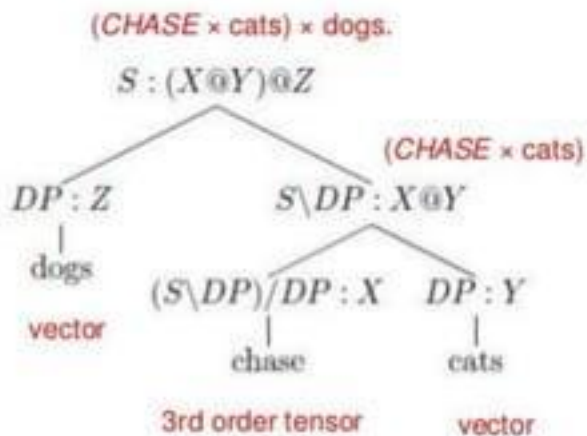 (CHASE × cats) × dogs.
S : (X@Y)@Z
(CHASE × cats)
DP : Z
S\DP : X@Y
dogs
(S\DP)/DP : X
DP : Y
vector
chase
cats
3rd order tensor
vector